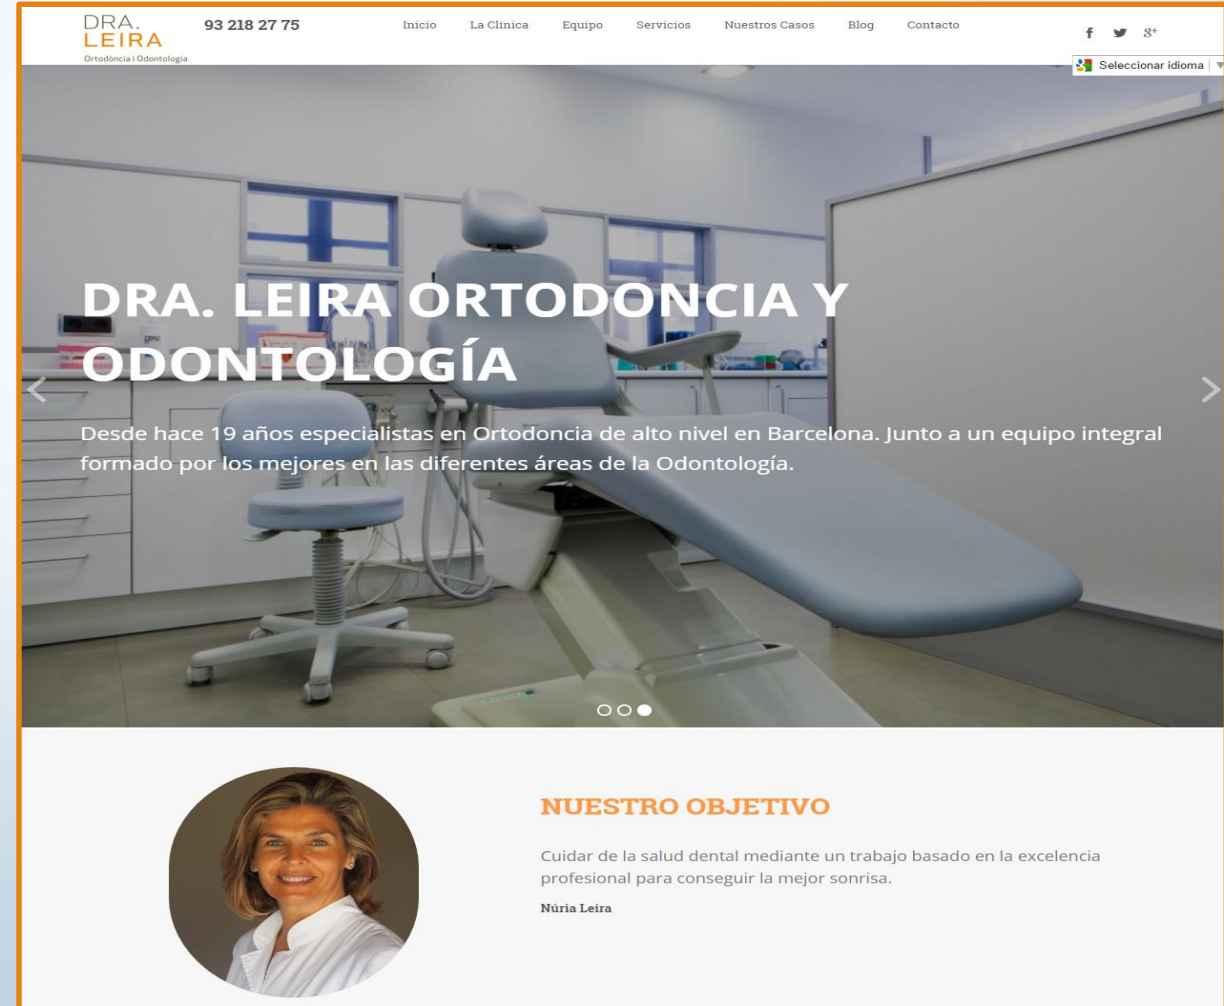 DRA.
LEIRA
Ortodòncia i Odontologia
93 218 27 75
Inicio La Clínica Equipo Servicios Nuestros Casos Blog Contacto
f g+
Seleccionar idioma ▼
DRA. LEIRA ORTODONCIA Y
ODONTOLOGÍA
Desde hace 19 años especialistas en Ortodoncia de alto nivel en Barcelona. Junto a un equipo integral
formado por los mejores en las diferentes áreas de la Odontología.
NUESTRO OBJETIVO
Cuidar de la salud dental mediante un trabajo basado en la excelencia
profesional para conseguir la mejor sonrisa.
Núria Leira